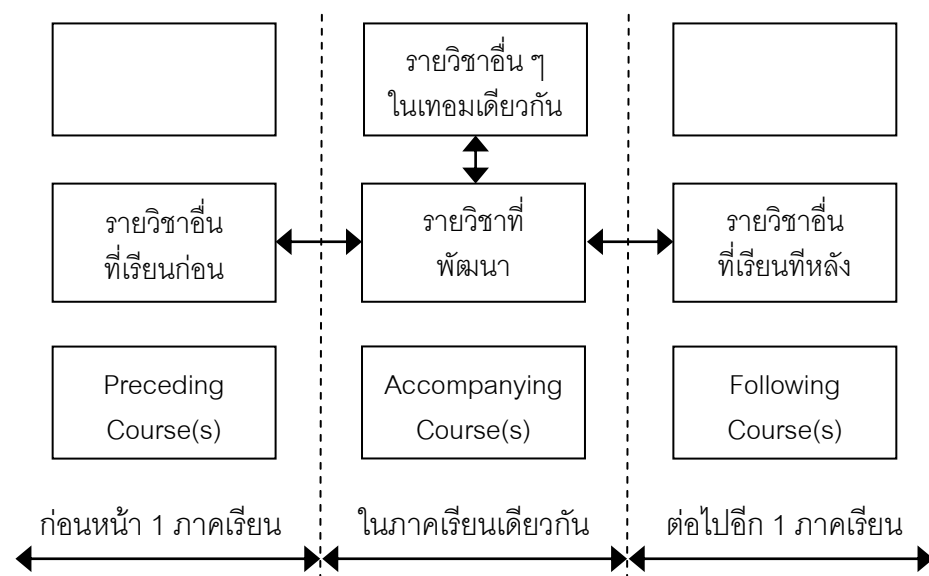 รายวิชาอื่น ๆ
ในเทอมเดียวกัน
รายวิชาอื่น
ที่เรียนก่อน
รายวิชาที่
พัฒนา
รายวิชาอื่น
ที่เรียนทีหลัง
Preceding
Course(s)
Accompanying
Course(s)
Following
Course(s)
ก่อนหน้า 1 ภาคเรียน
ในภาคเรียนเดียวกัน
ต่อไปอีก 1 ภาคเรียน